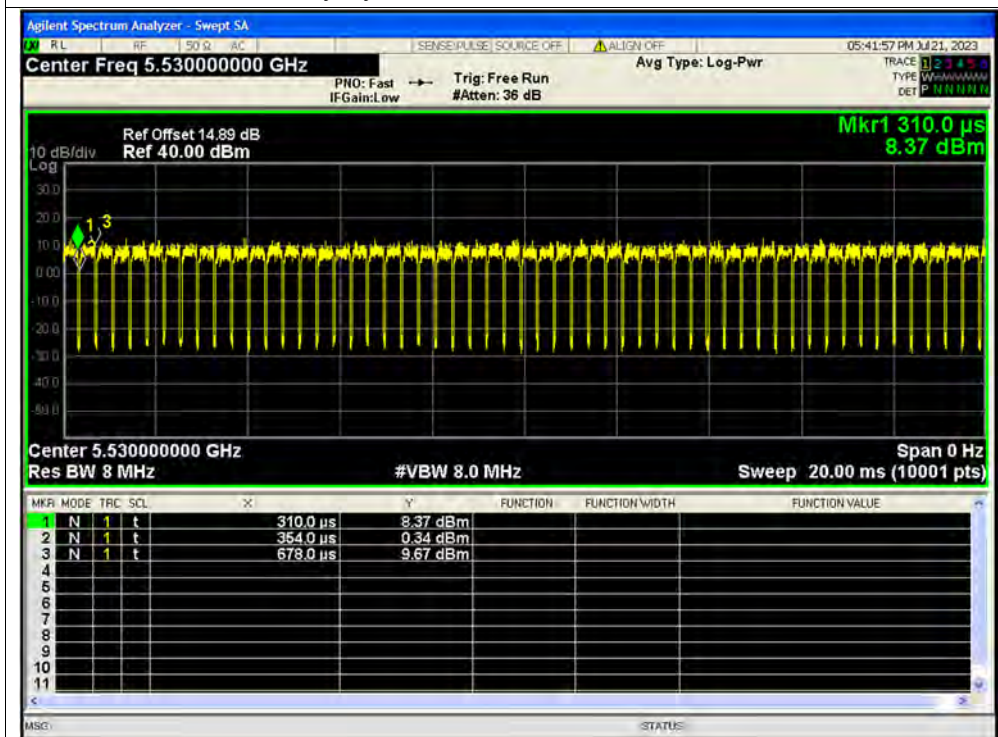 Agilent Spectrum Analyzer - Swept SA
RL RF 50 Ω AC SENSE:PULSE SOURCE OFF ALIGN OFF 05:41:57 PM Jul 21, 2023
Center Freq 5.530000000 GHz Avg Type: Log-Pwr TRACE 1 2 3 4 5 6
PNO: Fast Trig: Free Run TYPE
IFGain:Low #Atten: 36 dB DET P N N N N N
Mkr1 310.0 µs
8.37 dBm
Ref Offset 14.89 dB
10 dB/div Ref 40.00 dBm
Log
30.0
20.0
1 3
10.0
0.00
-10.0
-20.0
-30.0
-40.0
-50.0
Center 5.530000000 GHz Span 0 Hz
Res BW 8 MHz #VBW 8.0 MHz Sweep 20.00 ms (10001 pts)
MKR MODE TRC SCL X Y FUNCTION FUNCTION WIDTH FUNCTION VALUE
1 N 1 t 310.0 µs 8.37 dBm
2 N 1 t 354.0 µs 0.34 dBm
3 N 1 t 678.0 µs 9.67 dBm
4
5
6
7
8
9
10
11
MSG STATUS